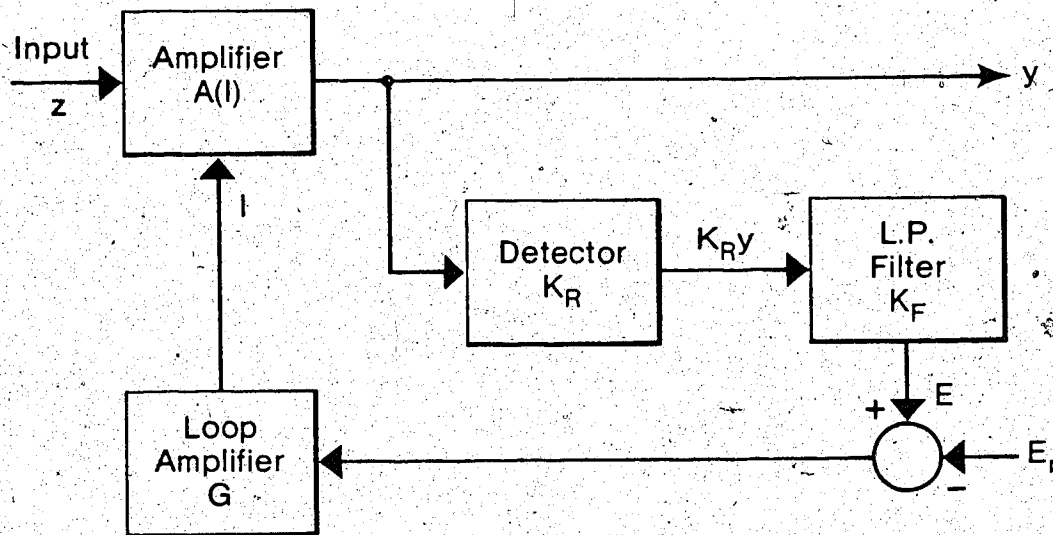 Input
z
Amplifier
A(I)
y
I
Detector
K_R
K_Ry
L.P.
Filter
K_F
E
+
-
Loop
Amplifier
G